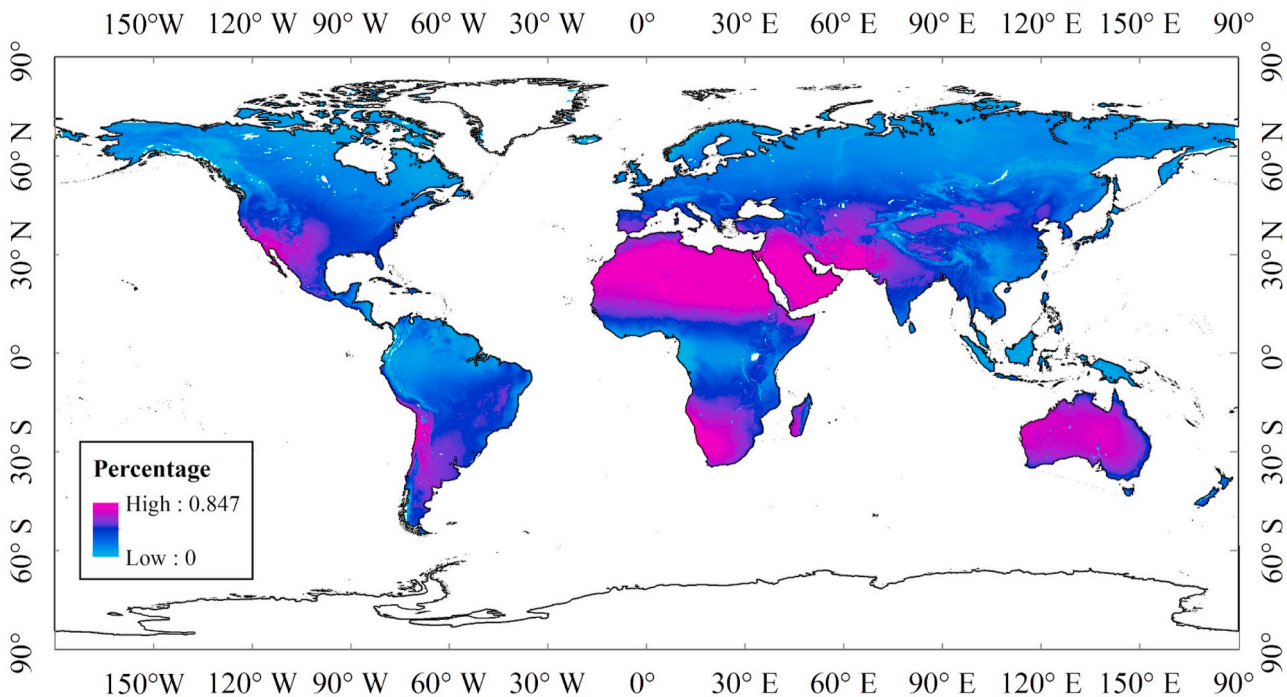 150°W 120° W 90° W 60° W 30° W 0° 30° E 60° E 90° E 120° E 150° E 90°
90° 90°
60° N 60° N
30° N 30° N
0° 0°
30° S 30° S
Percentage
High : 0.847
Low : 0
60° S 60° S
90° 90°
150°W 120° W 90° W 60° W 30° W 0° 30° E 60° E 90° E 120° E 150° E 90°